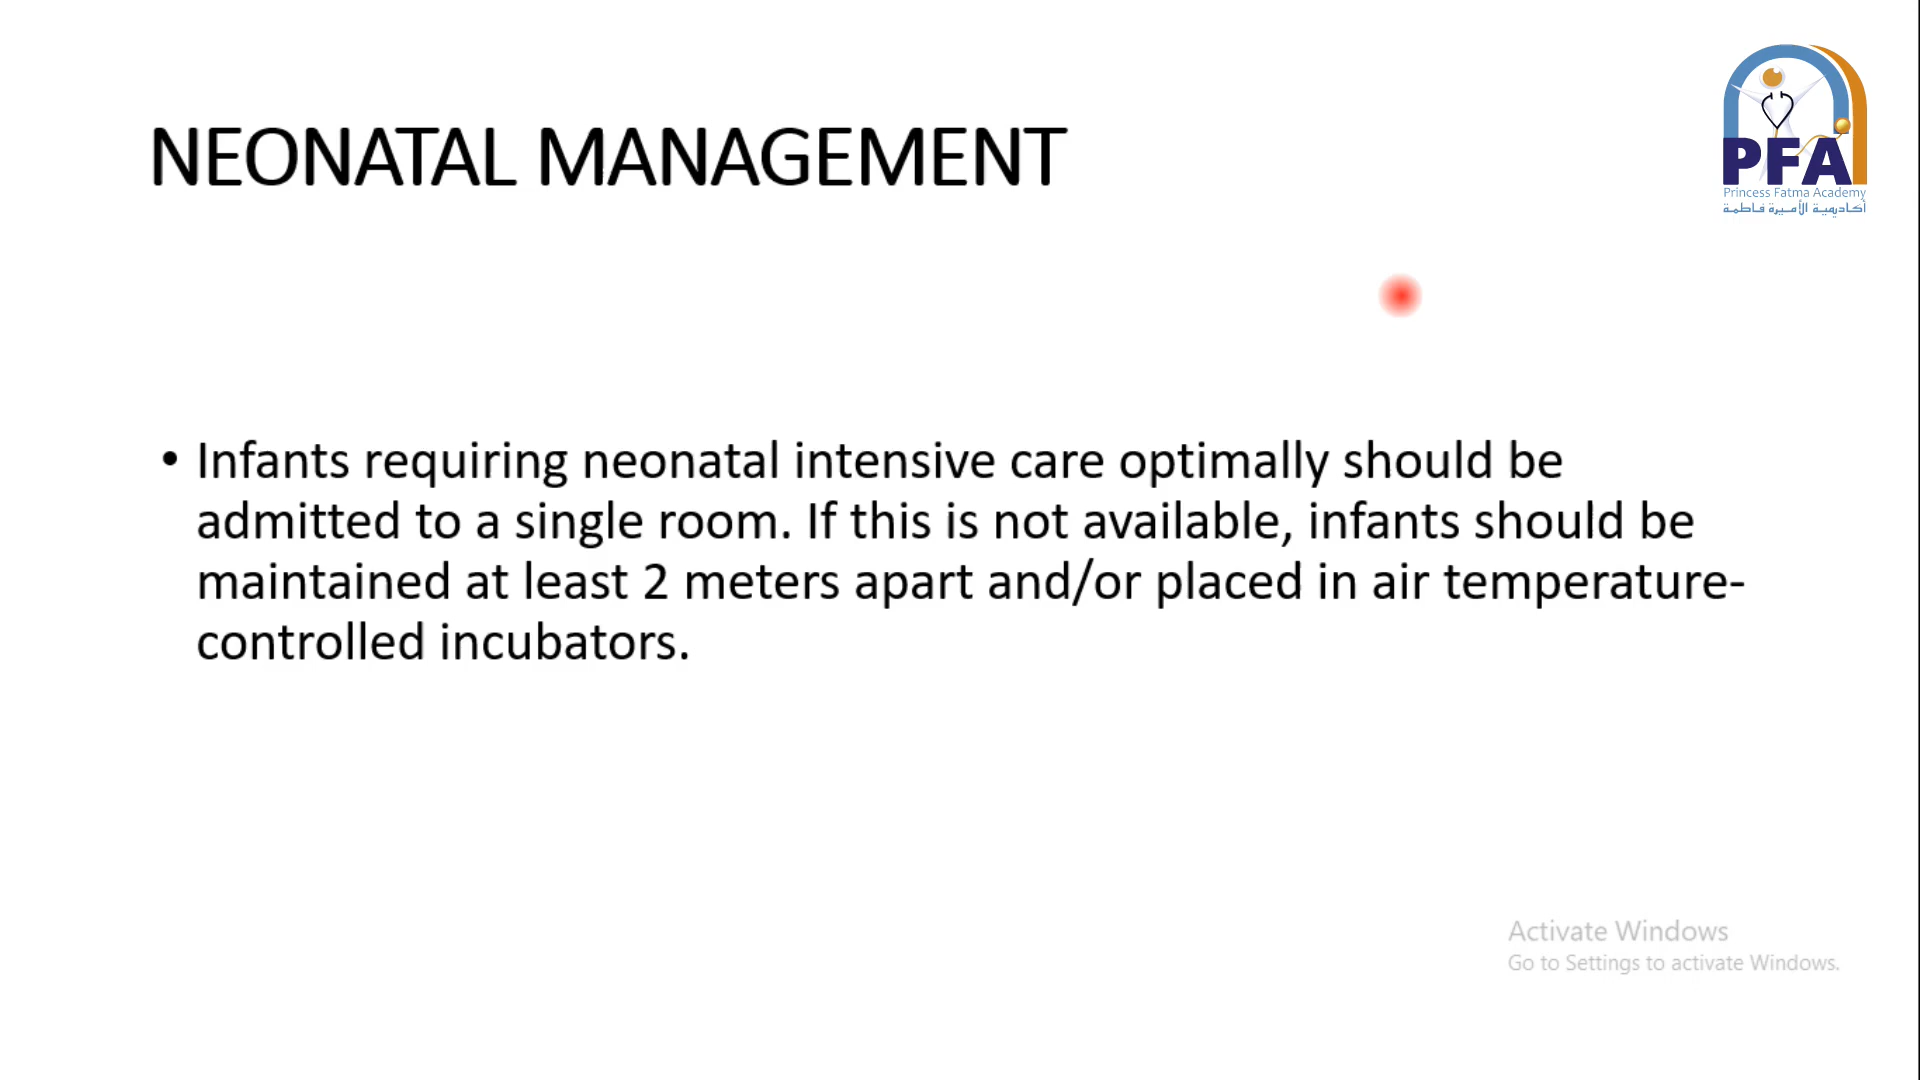 NEONATAL MANAGEMENT
PFA
Princess Fatma Academy
أكاديمية الأميرة فاطمة
• Infants requiring neonatal intensive care optimally should be
admitted to a single room. If this is not available, infants should be
maintained at least 2 meters apart and/or placed in air temperature-
controlled incubators.
Activate Windows
Go to Settings to activate Windows.